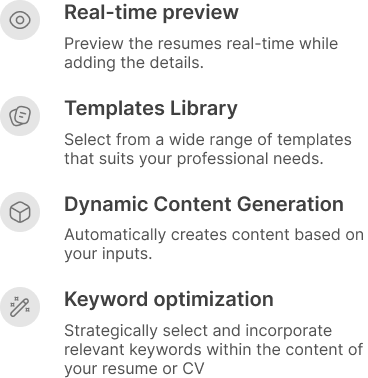 Real-time preview
Preview the resumes real-time while
adding the details.
Templates Library
Select from a wide range of templates
that suits your professional needs.
Dynamic Content Generation
Automatically creates content based on
your inputs.
Keyword optimization
Strategically select and incorporate
relevant keywords within the content of
your resume or CV